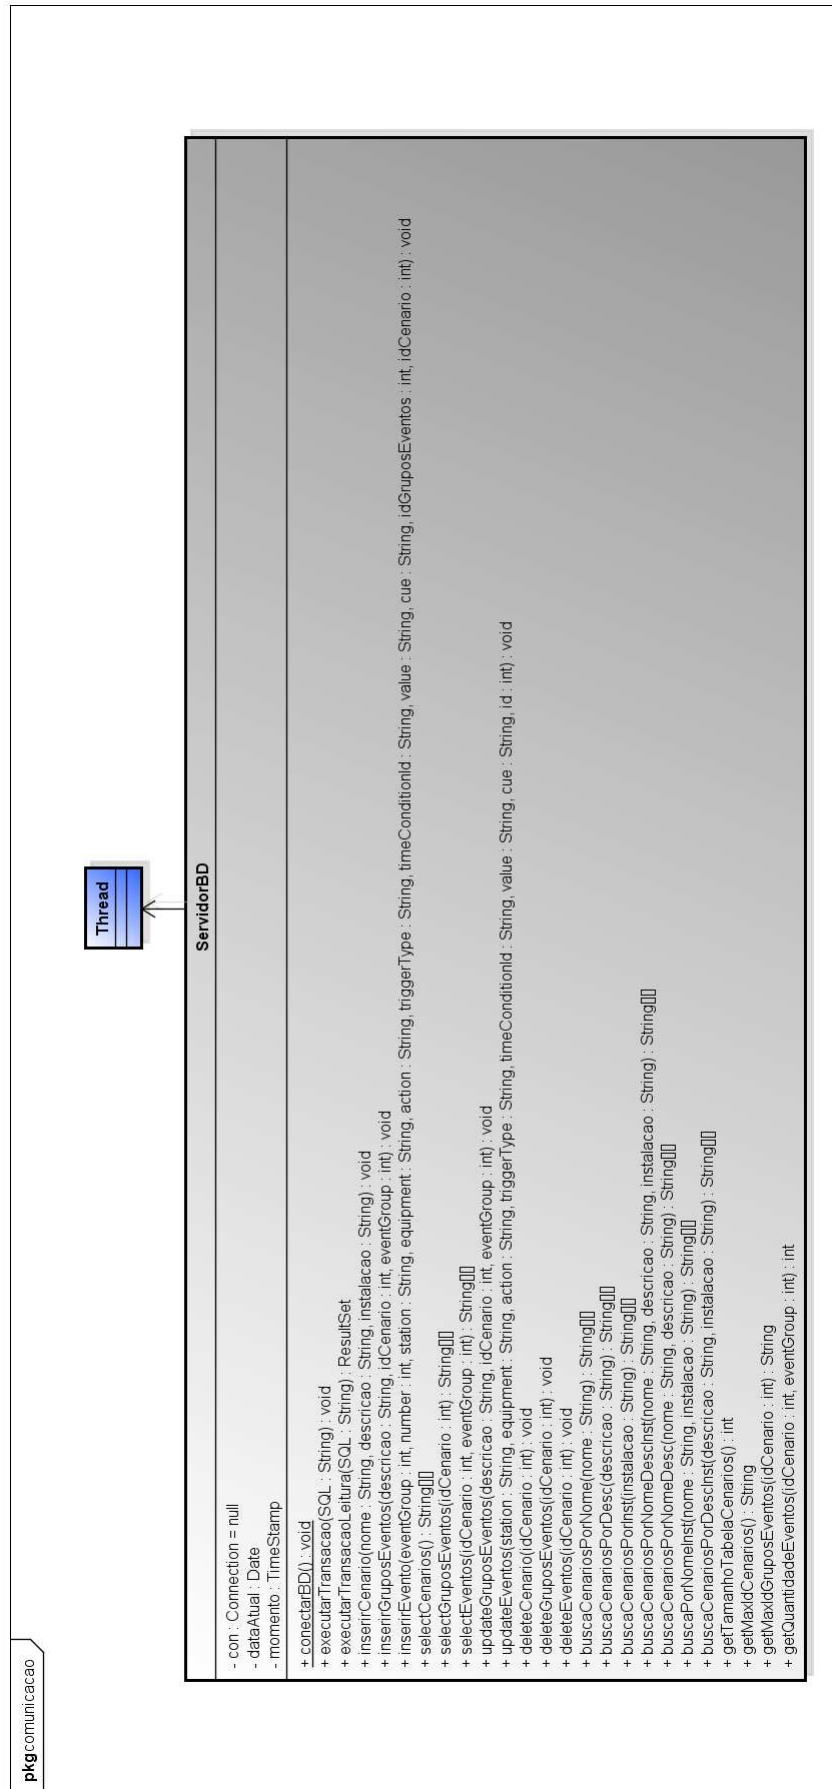 pkg comunicacao
Thread
ServidorBD
- con : Connection = null
- dataAtual : Date
- momento : TimeStamp
+ conectarBD() : void
+ executarTransacao(SQL : String) : void
+ executarTransacaoLeitura(SQL : String) : ResultSet
+ inserirCenario(nome : String, descricao : String, instalacao : String) : void
+ inserirGruposEventos(descricao : String, idCenario : int, eventGroup : int) : void
+ inserirEvento(eventGroup : int, number : int, station : String, equipment : String, action : String, triggerType : String, timeConditionId : String, value : String, cue : String, idGruposEventos : int, idCenario : int) : void
+ selectCenarios() : String[][]
+ selectGruposEventos(idCenario : int) : String[][]
+ selectEventos(idCenario : int, eventGroup : int) : String[][]
+ updateGruposEventos(descricao : String, idCenario : int, eventGroup : int) : void
+ updateEventos(station : String, equipment : String, action : String, triggerType : String, timeConditionId : String, value : String, cue : String, id : int) : void
+ deleteCenario(idCenario : int) : void
+ deleteGruposEventos(idCenario : int) : void
+ deleteEventos(idCenario : int) : void
+ buscaCenariosPorNome(nome : String) : String[][]
+ buscaCenariosPorDesc(descricao : String) : String[][]
+ buscaCenariosPorInst(instalacao : String) : String[][]
+ buscaCenariosPorNomeDescInst(nome : String, descricao : String, instalacao : String) : String[][]
+ buscaCenariosPorNomeDesc(nome : String, descricao : String) : String[][]
+ buscaPorNomeInst(nome : String, instalacao : String) : String[][]
+ buscaCenariosPorDescInst(descricao : String, instalacao : String) : String[][]
+ getTamanhoTabelaCenarios() : int
+ getMaxIdCenarios() : String
+ getMaxIdGruposEventos(idCenario : int) : String
+ getQuantidadeEventos(idCenario : int, eventGroup : int) : int